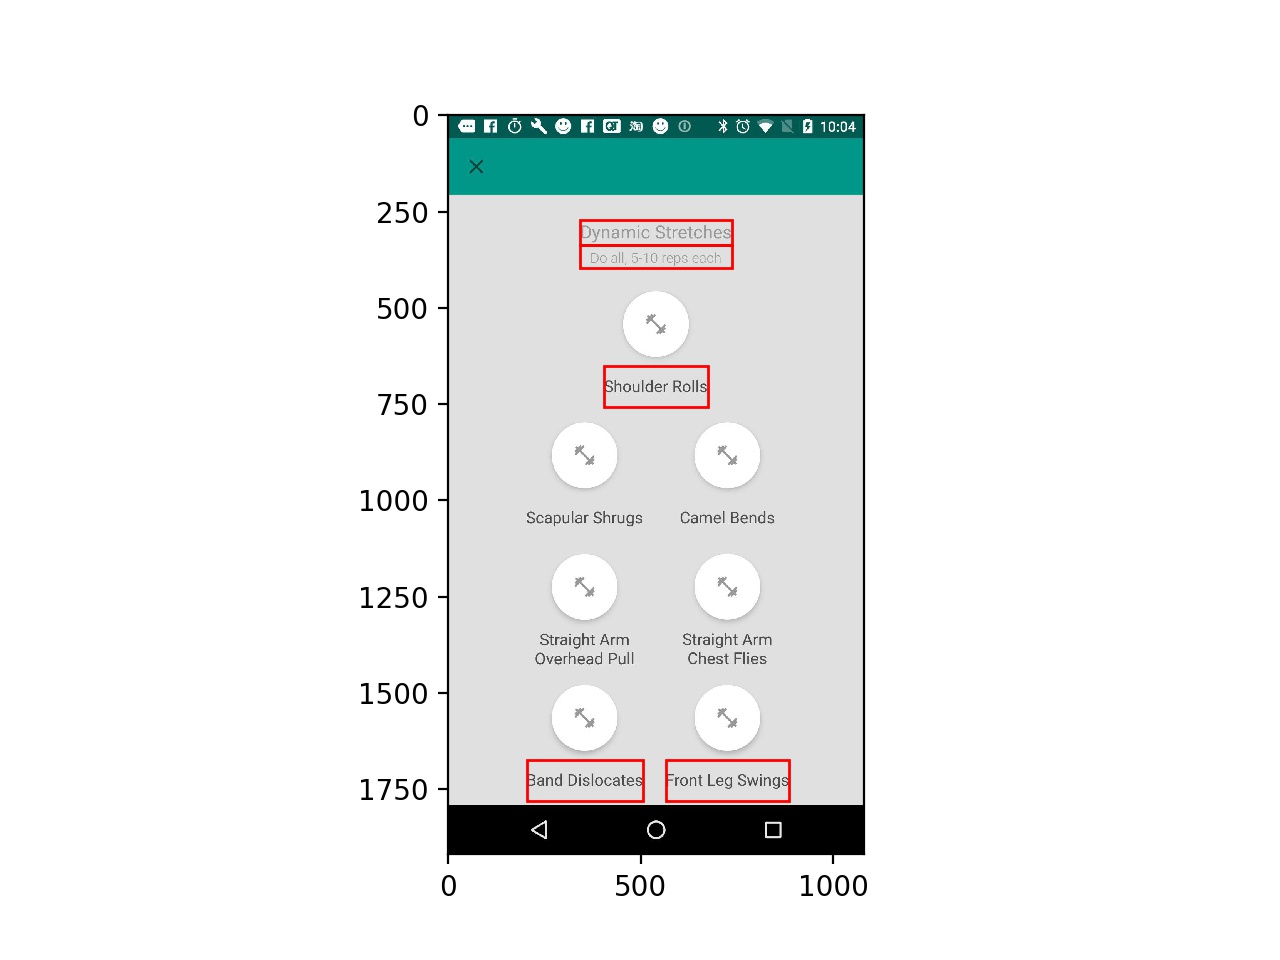 0
250
500
750
1000
1250
1500
1750
10:04
Dynamic Stretches
Do all, 5-10 reps each
Shoulder Rolls
Scapular Shrugs Camel Bends
Straight Arm Straight Arm
Overhead Pull Chest Flies
Band Dislocates Front Leg Swings
0 500 1000